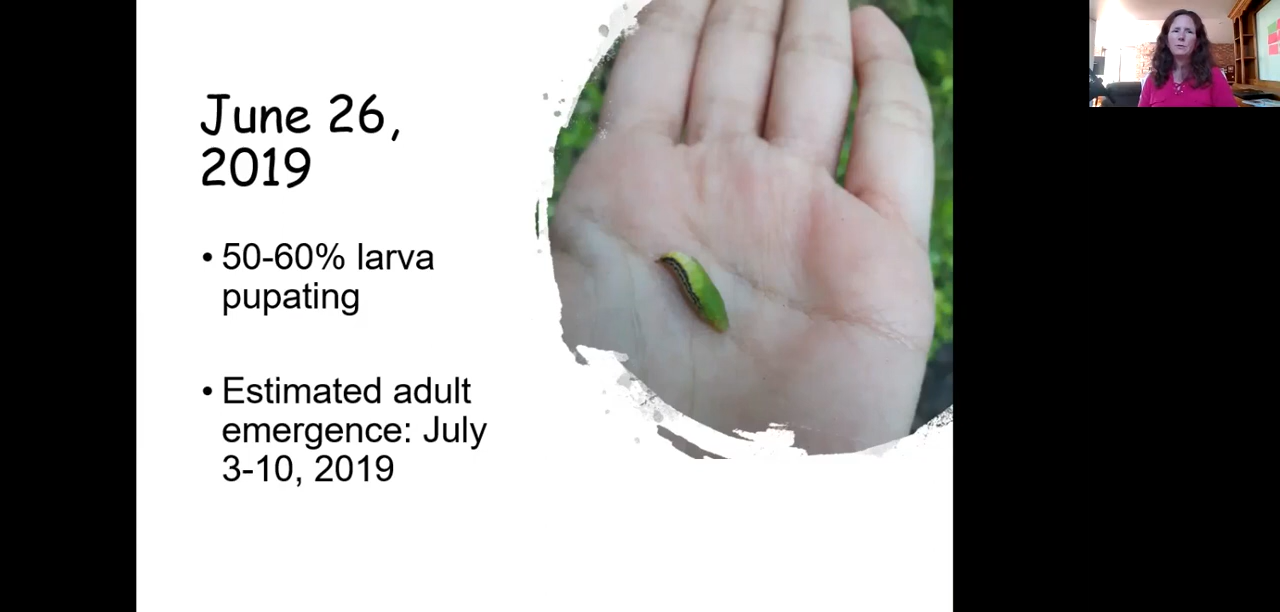 June 26,
2019
• 50-60% larva
pupating
• Estimated adult
emergence: July
3-10, 2019